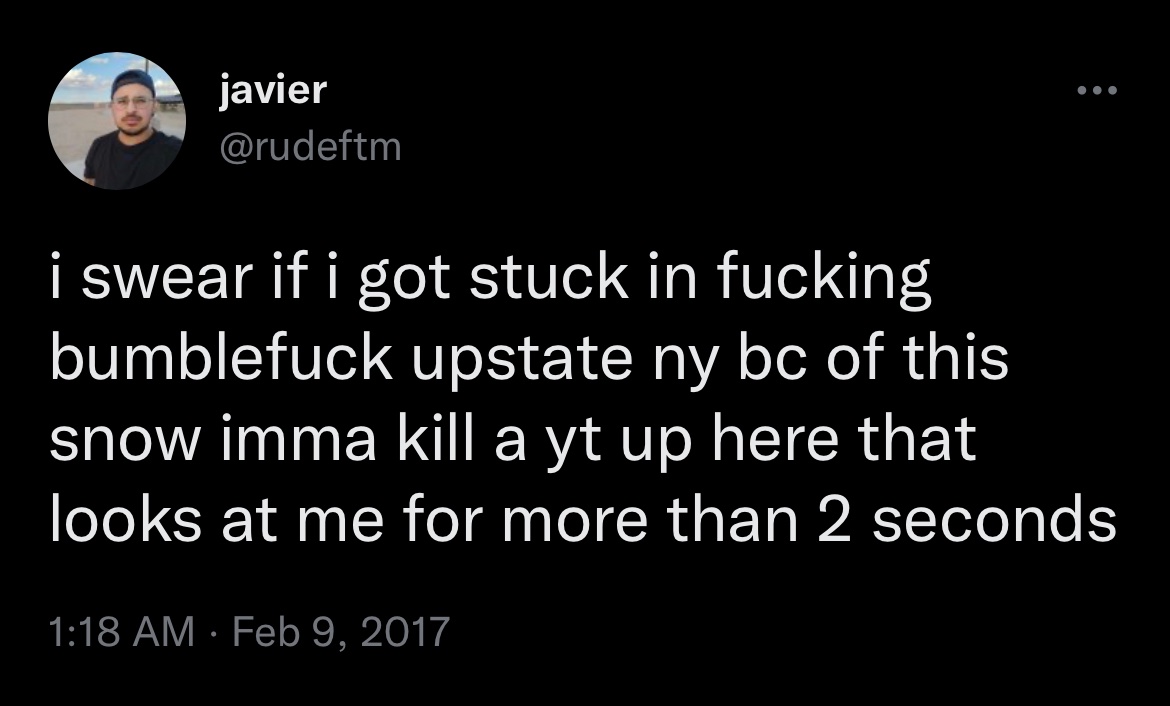 javier
@rudeftm
i swear if i got stuck in fucking
bumblefuck upstate ny bc of this
snow imma kill a yt up here that
looks at me for more than 2 seconds
1:18 AM · Feb 9, 2017